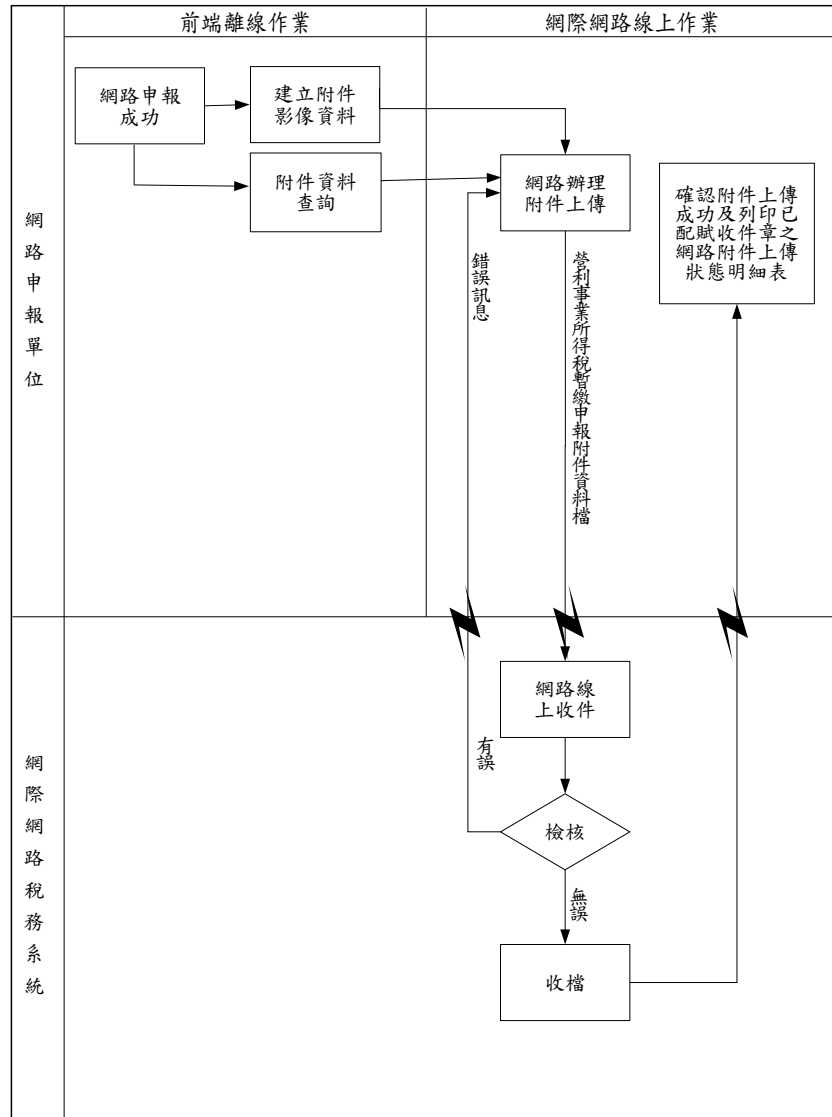 前端離線作業
網際網路線上作業
網路申報單位
網路申報
成功
建立附件
影像資料
附件資料
查詢
網路辦理
附件上傳
確認附件上傳
成功及列印已
配賦收件章之
網路附件上傳
狀態明細表
錯誤訊息
營利事業所得稅暫繳申報附件資料檔
網際網路稅務系統
網路線
上收件
有誤
檢核
無誤
收檔